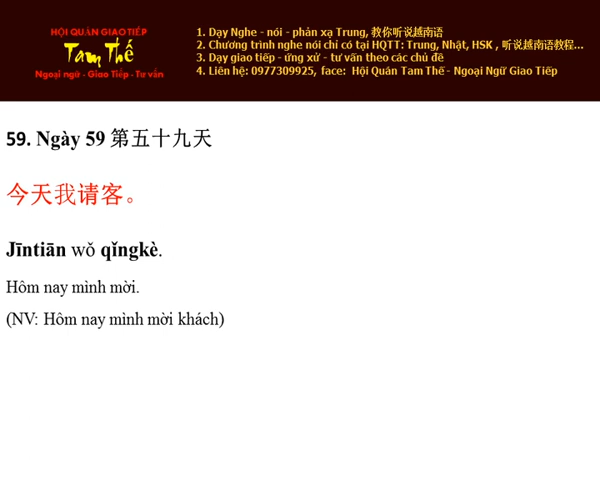 HỘI QUÁN GIAO TIẾP
Tam Thế
Ngoại ngữ - Giao Tiếp - Tư vấn
1. Dạy Nghe - nói - phản xạ Trung, 教你听说越南语
2. Chương trình nghe nói chỉ có tại HQTT: Trung, Nhật, HSK , 听说越南语教程...
3. Dạy giao tiếp - ứng xử - tư vấn theo các chủ đề
4. Liên hệ: 0977309925, face: Hội Quán Tam Thế - Ngoại Ngữ Giao Tiếp
59. Ngày 59 第五十九天
今天我请客。
Jīntiān wǒ qǐngkè.
Hôm nay mình mời.
(NV: Hôm nay mình mời khách)